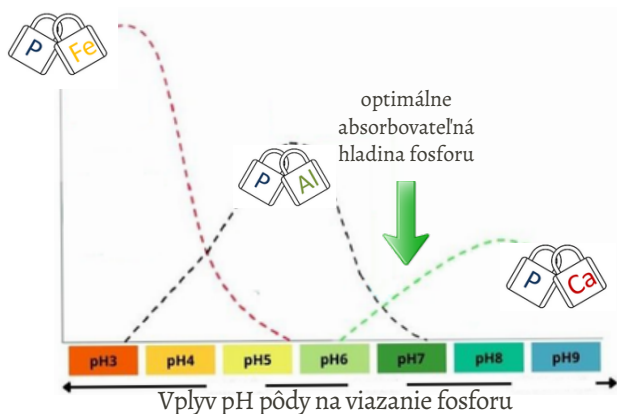 P Fe
optimálne
absorbovateľná
hladina fosforu
P Al
P Ca
pH3 pH4 pH5 pH6 pH7 pH8 pH9
Vplyv pH pôdy na viazanie fosforu